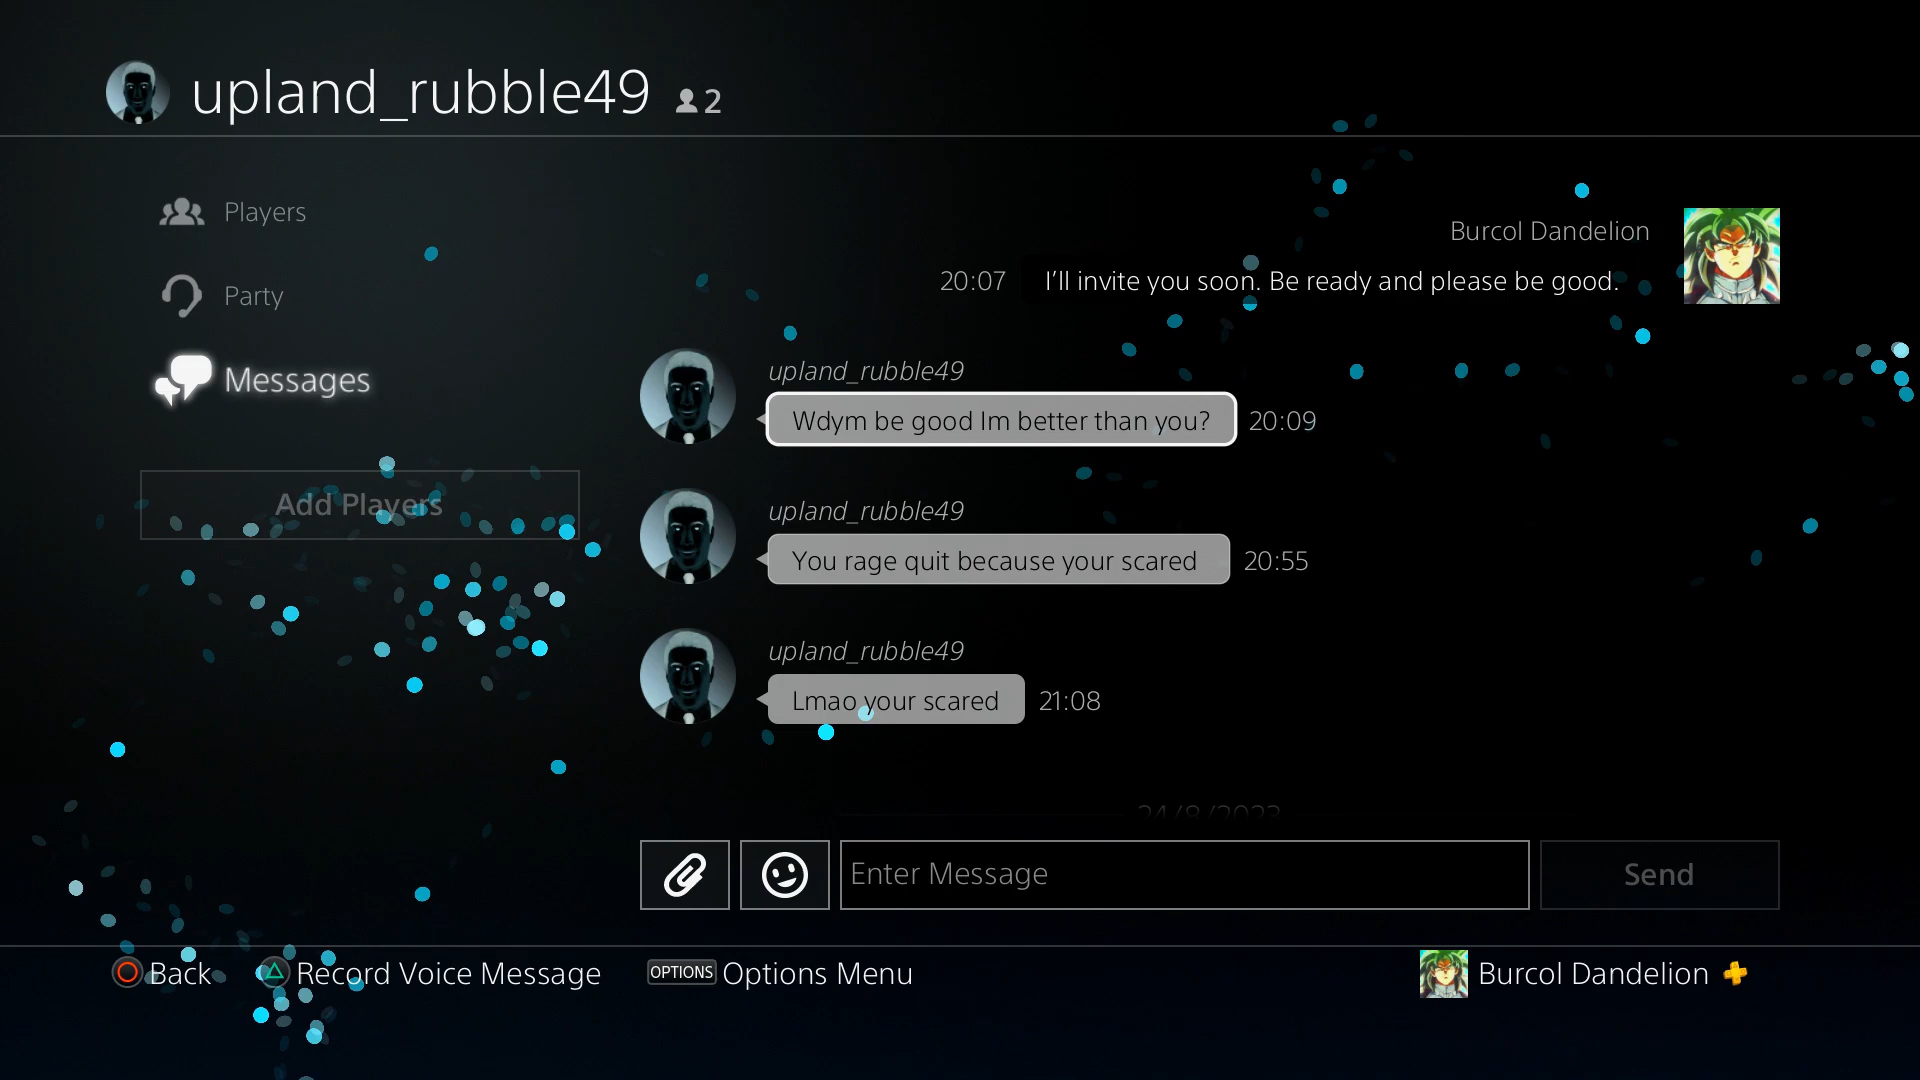 upland_rubble49 2
Players
Party
Messages
Add Players
Burcol Dandelion
20:07 I’ll invite you soon. Be ready and please be good.
upland_rubble49
Wdym be good Im better than you? 20:09
upland_rubble49
You rage quit because your scared 20:55
upland_rubble49
Lmao your scared 21:08
24/8/2023
Enter Message
Send
Back
Record Voice Message
OPTIONS Options Menu
Burcol Dandelion